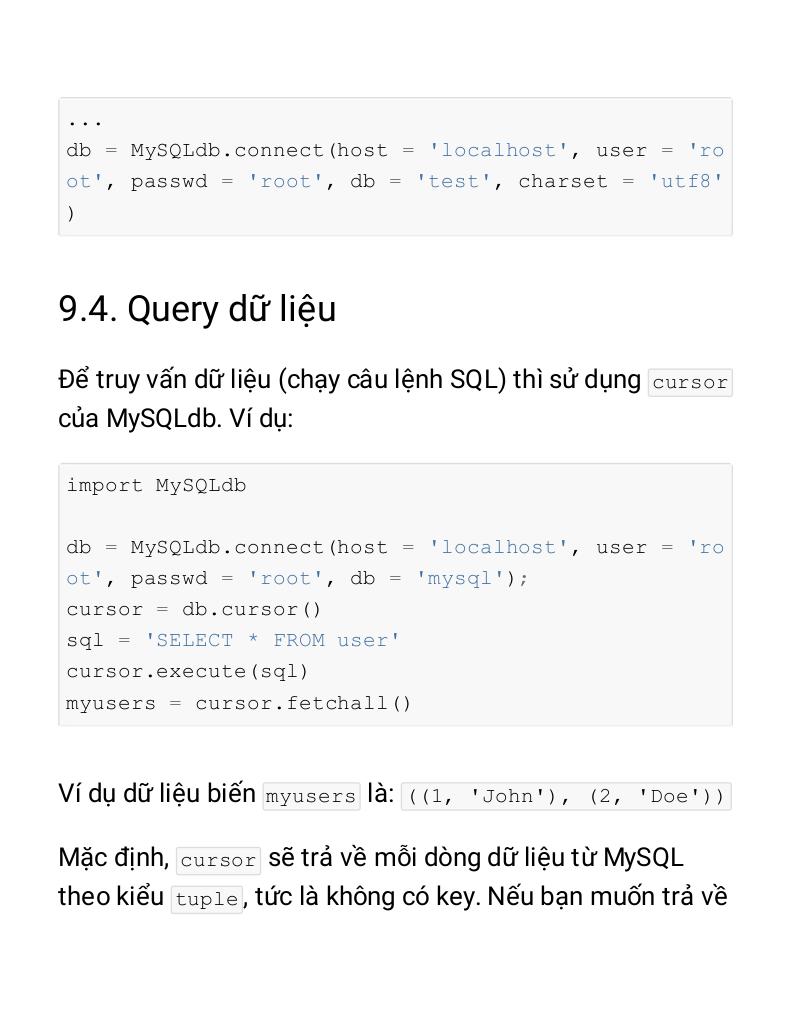 ...
db = MySQLdb.connect(host = 'localhost', user = 'ro
ot', passwd = 'root', db = 'test', charset = 'utf8'
)
9.4. Query dữ liệu
Để truy vấn dữ liệu (chạy câu lệnh SQL) thì sử dụng cursor
của MySQLdb. Ví dụ:
import MySQLdb
db = MySQLdb.connect(host = 'localhost', user = 'ro
ot', passwd = 'root', db = 'mysql');
cursor = db.cursor()
sql = 'SELECT * FROM user'
cursor.execute(sql)
myusers = cursor.fetchall()
Ví dụ dữ liệu biến myusers là: ((1, 'John'), (2, 'Doe'))
Mặc định, cursor sẽ trả về mỗi dòng dữ liệu từ MySQL
theo kiểu tuple, tức là không có key. Nếu bạn muốn trả về